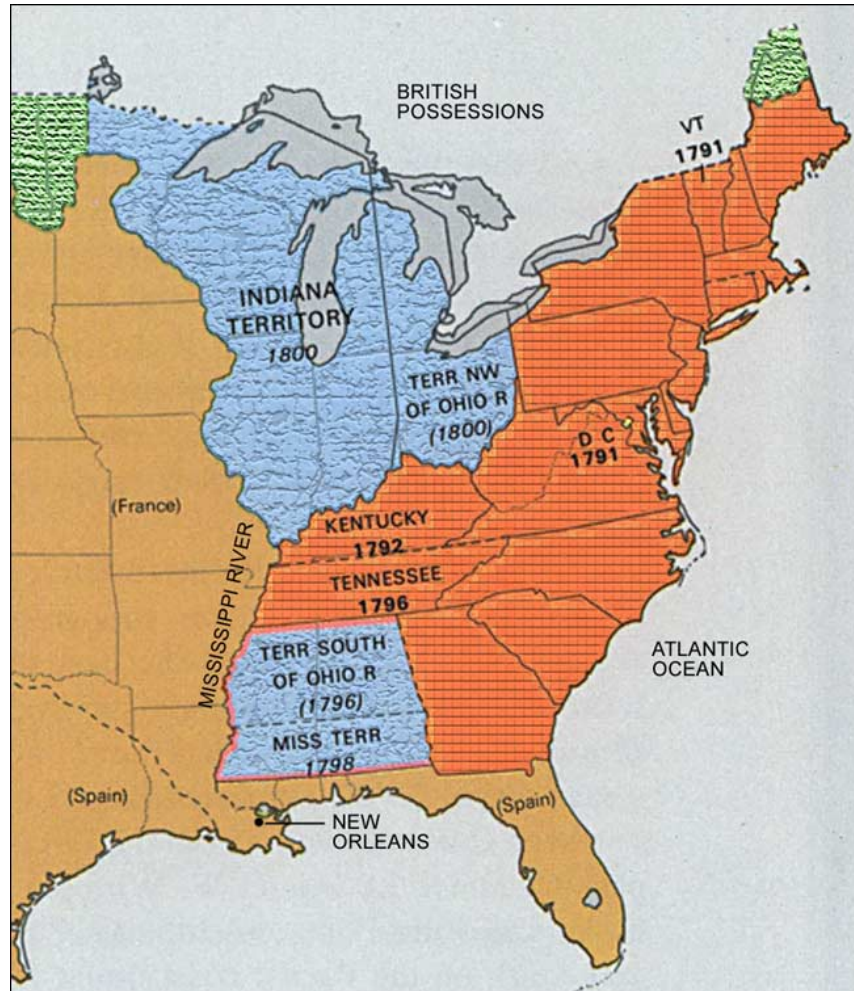 BRITISH
POSSESSIONS
VT
1791
INDIANA
TERRITORY
1800
TERR NW
OF OHIO R
(1800)
D C
1791
(France)
KENTUCKY
1792
TENNESSEE
1796
MISSISSIPPI RIVER
TERR SOUTH
OF OHIO R
(1796)
ATLANTIC
OCEAN
MISS TERR
1798
(Spain)
(Spain)
NEW
ORLEANS